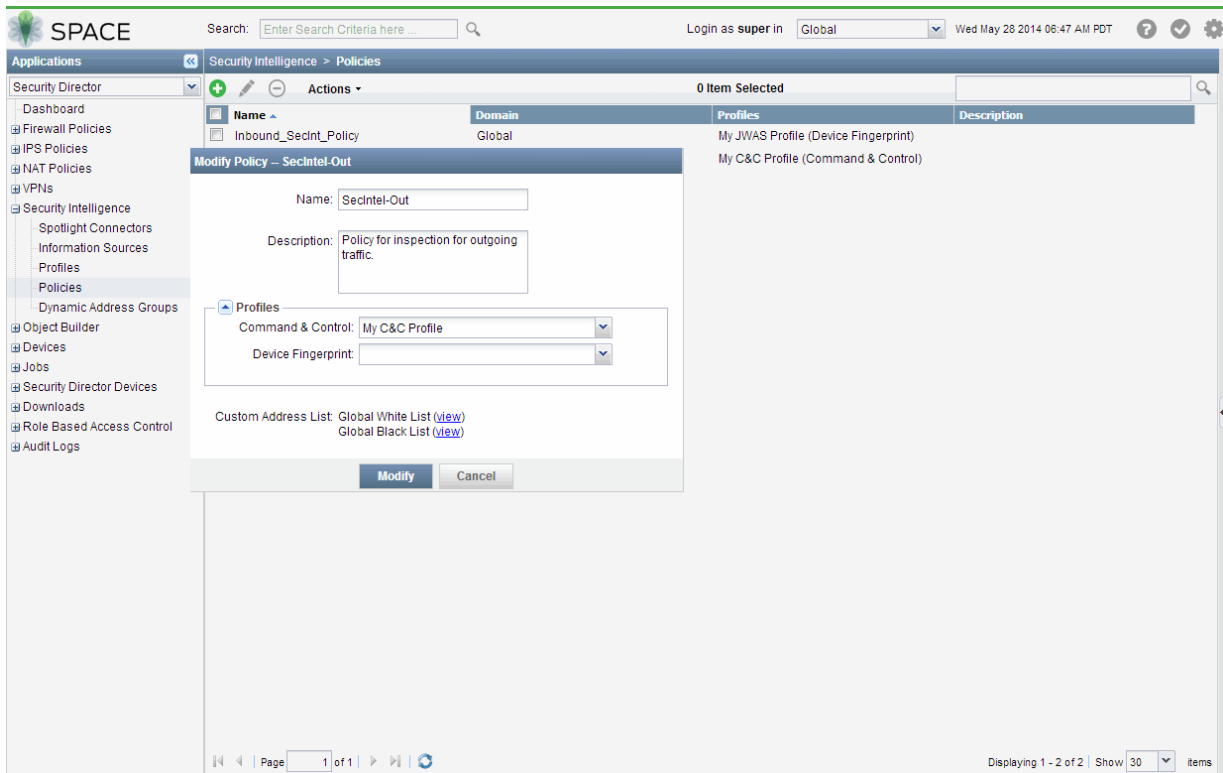 SPACE
Search: Enter Search Criteria here ...
Login as super in Global
Wed May 28 2014 06:47 AM PDT
Applications
Security Director
Dashboard
Firewall Policies
IPS Policies
NAT Policies
VPNs
Security Intelligence
Spotlight Connectors
Information Sources
Profiles
Policies
Dynamic Address Groups
Object Builder
Devices
Jobs
Security Director Devices
Downloads
Role Based Access Control
Audit Logs
Security Intelligence > Policies
Actions
0 Item Selected
Name Domain Profiles Description
Inbound_SecInt_Policy Global My JWAS Profile (Device Fingerprint)
My C&C Profile (Command & Control)
Modify Policy -- SecIntel-Out
Name: SecIntel-Out
Description: Policy for inspection for outgoing
traffic.
Profiles
Command & Control: My C&C Profile
Device Fingerprint:
Custom Address List: Global White List (view)
Global Black List (view)
Modify Cancel
Page 1 of 1
Displaying 1 - 2 of 2 Show 30 items